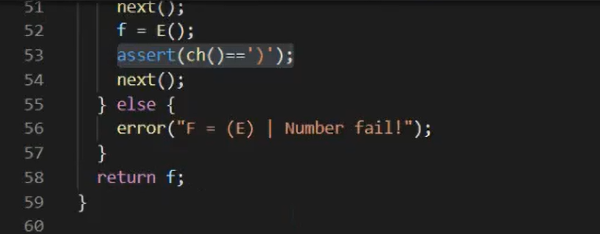 51 next();
52 f = E();
53 assert(ch()==')');
54 next();
55 } else {
56 error("F = (E) | Number fail!");
57 }
58 return f;
59 }
60